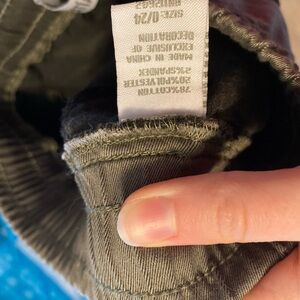 78%COTTON
20%POLYESTER
2%SPANDEX
MADE IN CHINA
EXCLUSIVE OF
DECORATION
SIZE: 0/24